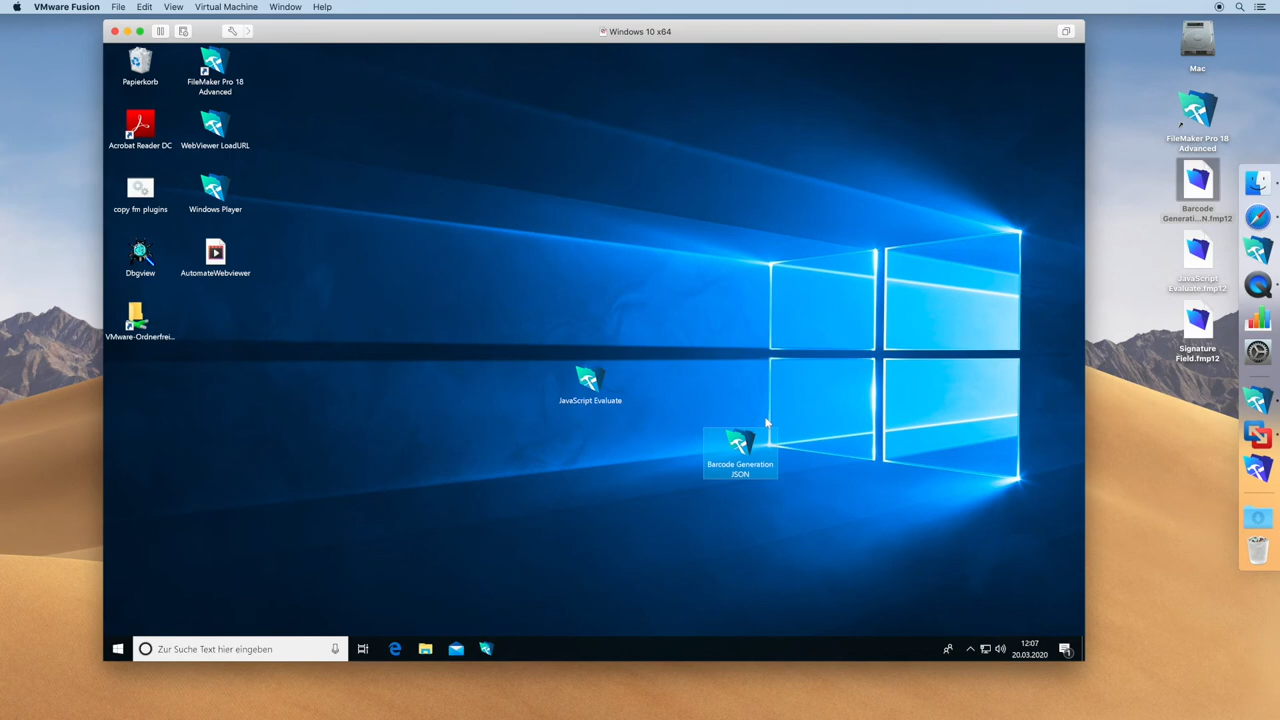 VMware Fusion File Edit View Virtual Machine Window Help
Windows 10 x64
Papierkorb
FileMaker Pro 18
Advanced
Acrobat Reader DC
WebViewer LoadURL
copy fm plugins
Windows Player
Dbgview
AutomateWebviewer
VMware-Ordnerfrei...
JavaScript Evaluate
Barcode Generation
JSON
Mac
FileMaker Pro 18
Advanced
Barcode
Generati...N.fmp12
JavaScript
Evaluate.fmp12
Signature
Field.fmp12
Zur Suche Text hier eingeben
12:07
20.03.2020
1